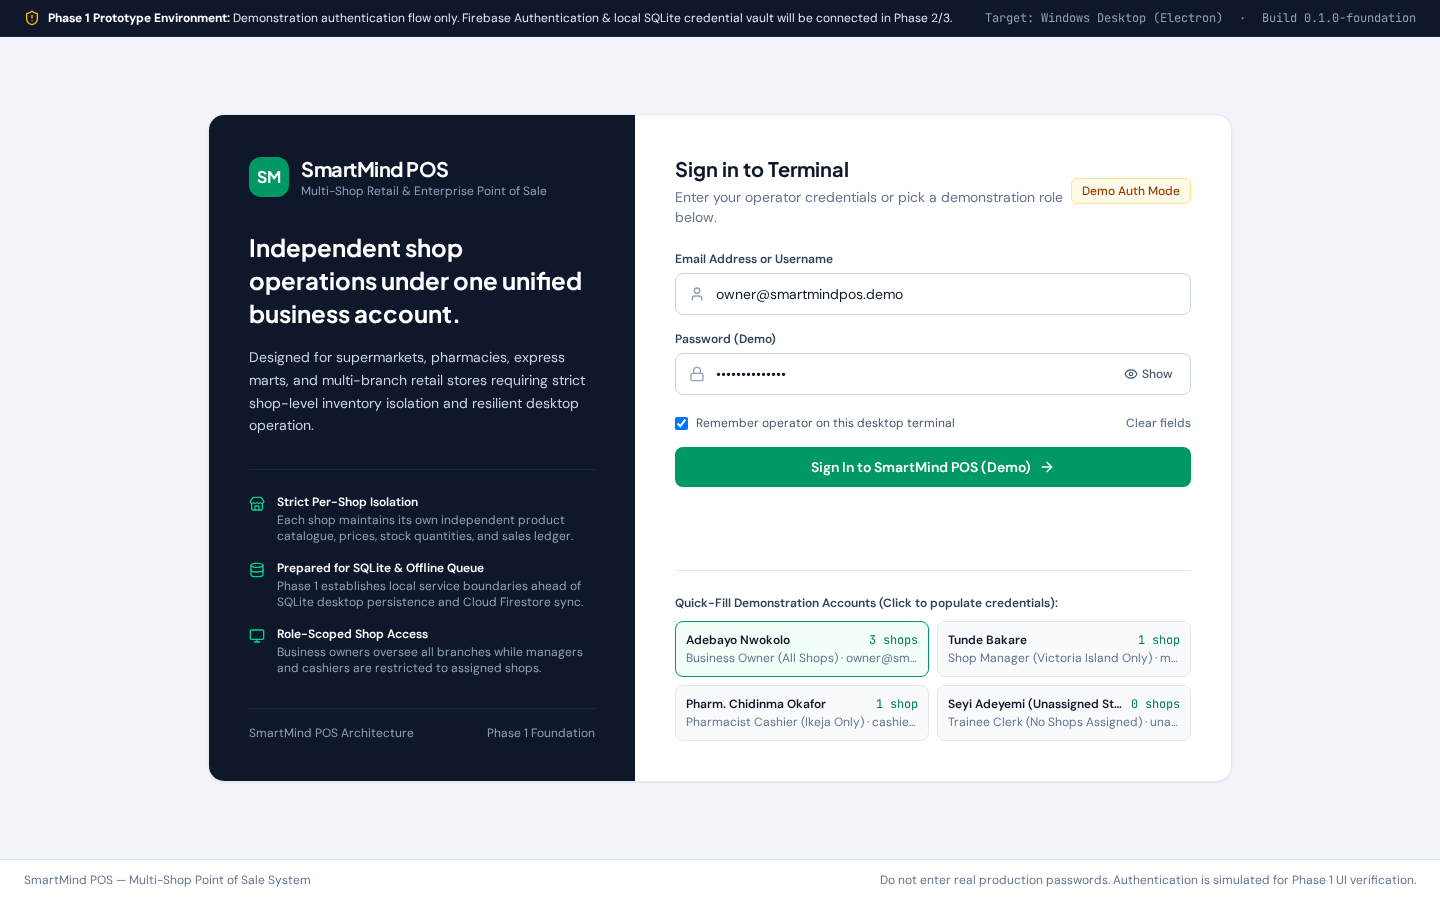 Phase 1 Prototype Environment: Demonstration authentication flow only. Firebase Authentication & local SQLite credential vault will be connected in Phase 2/3.
Target: Windows Desktop (Electron) · Build 0.1.0-foundation
SM
SmartMind POS
Multi-Shop Retail & Enterprise Point of Sale
Independent shop
operations under one unified
business account.
Designed for supermarkets, pharmacies, express
marts, and multi-branch retail stores requiring strict
shop-level inventory isolation and resilient desktop
operation.
Strict Per-Shop Isolation
Each shop maintains its own independent product
catalogue, prices, stock quantities, and sales ledger.
Prepared for SQLite & Offline Queue
Phase 1 establishes local service boundaries ahead of
SQLite desktop persistence and Cloud Firestore sync.
Role-Scoped Shop Access
Business owners oversee all branches while managers
and cashiers are restricted to assigned shops.
SmartMind POS Architecture
Phase 1 Foundation
Sign in to Terminal
Enter your operator credentials or pick a demonstration role
below.
Demo Auth Mode
Email Address or Username
owner@smartmindpos.demo
Password (Demo)
••••••••••••••
Show
Remember operator on this desktop terminal
Clear fields
Sign In to SmartMind POS (Demo)
Quick-Fill Demonstration Accounts (Click to populate credentials):
Adebayo Nwokolo
3 shops
Business Owner (All Shops) · owner@sm...
Tunde Bakare
1 shop
Shop Manager (Victoria Island Only) · m...
Pharm. Chidinma Okafor
1 shop
Pharmacist Cashier (Ikeja Only) · cashie...
Seyi Adeyemi (Unassigned St...
0 shops
Trainee Clerk (No Shops Assigned) · una...
SmartMind POS — Multi-Shop Point of Sale System
Do not enter real production passwords. Authentication is simulated for Phase 1 UI verification.